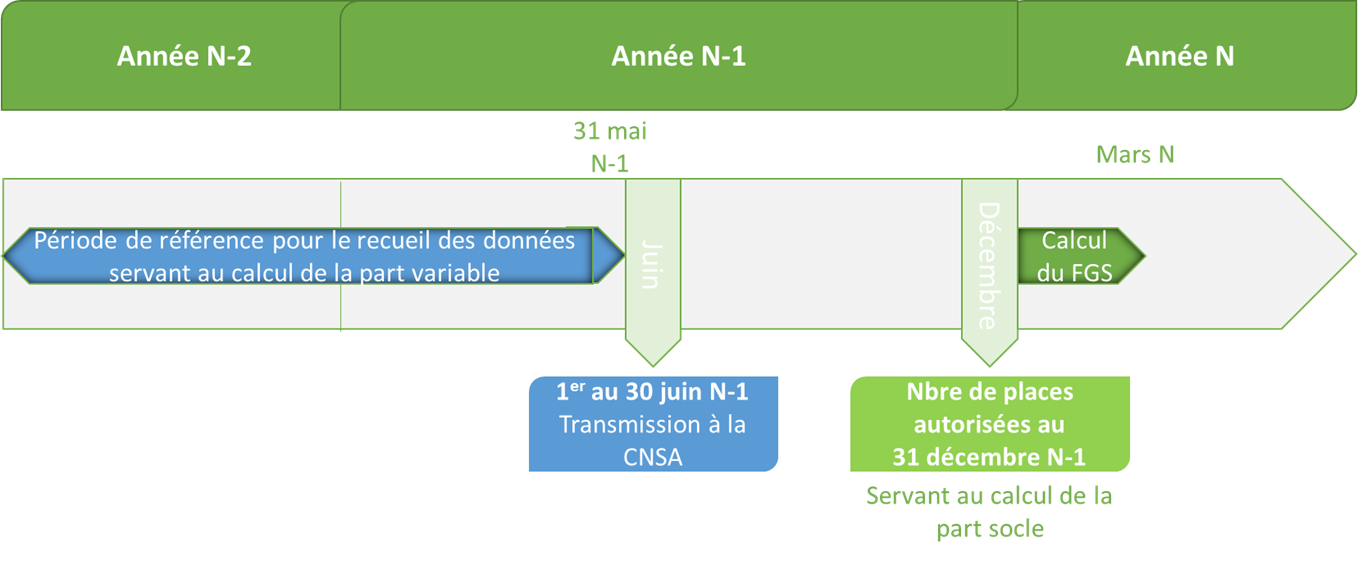 Année N-2
Année N-1
Année N
31 mai
N-1
Mars N
Période de référence pour le recueil des données
servant au calcul de la part variable
Juin
Décembre
Calcul
du FGS
1er au 30 juin N-1
Transmission à la
CNSA
Nbre de places
autorisées au
31 décembre N-1
Servant au calcul de la
part socle